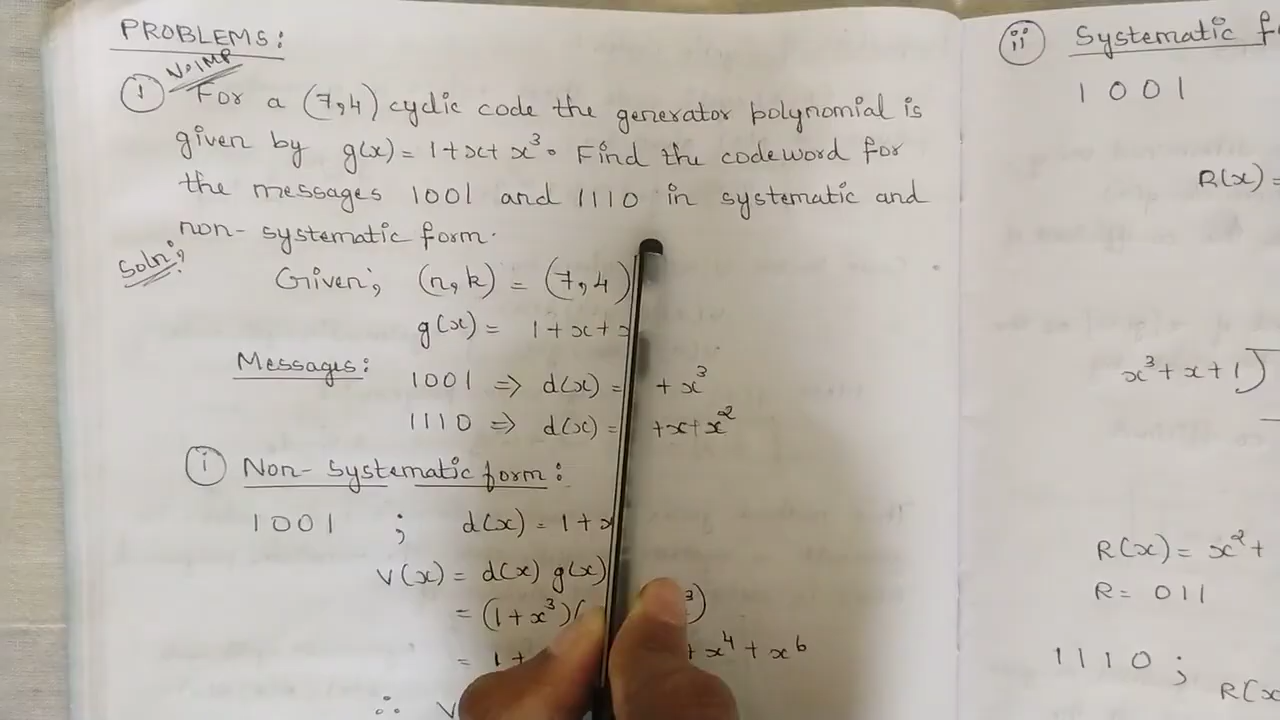 PROBLEMS:
V.IMP
① For a (7,4) cyclic code the generator polynomial is
given by g(x) = 1+x+x³. Find the codeword for
the messages 1001 and 1110 in systematic and
non-systematic form.
Soln:
Given; (n,k) = (7,4)
g(x) = 1+x+
Messages: 1001 => d(x) = + x³
1110 => d(x) = +x+x²
ⓘ Non-systematic form:
1001 ; d(x) = 1+
V(x) = d(x) g(x)
= (1+x³)( ³)
= 1+ + x⁴ + x⁶
∴ V
ⓘⓘ Systematic
1001
R(x) =
x³+x+1)
R(x) = x²+
R = 011
1110 ;